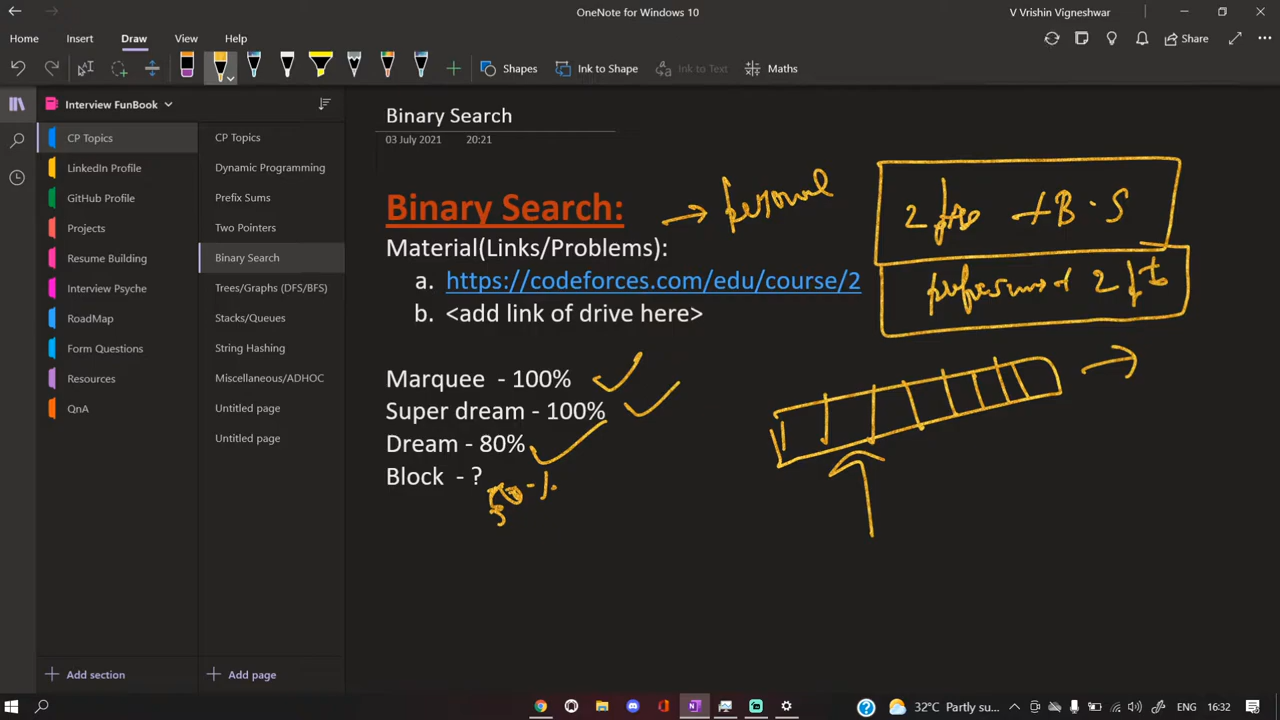 OneNote for Windows 10
V Vrishin Vigneshwar
Home Insert Draw View Help
Share
Shapes Ink to Shape Ink to Text Maths
Interview FunBook
CP Topics
LinkedIn Profile
GitHub Profile
Projects
Resume Building
Interview Psyche
RoadMap
Form Questions
Resources
QnA
Add section
CP Topics
Dynamic Programming
Prefix Sums
Two Pointers
Binary Search
Trees/Graphs (DFS/BFS)
Stacks/Queues
String Hashing
Miscellaneous/ADHOC
Untitled page
Untitled page
Add page
Binary Search
03 July 2021 20:21
Binary Search:
personal
Material(Links/Problems):
a. https://codeforces.com/edu/course/2
b. <add link of drive here>
Marquee - 100%
Super dream - 100%
Dream - 80%
Block - ?
50%
2 + B.S
2
32°C Partly su...
ENG 16:32